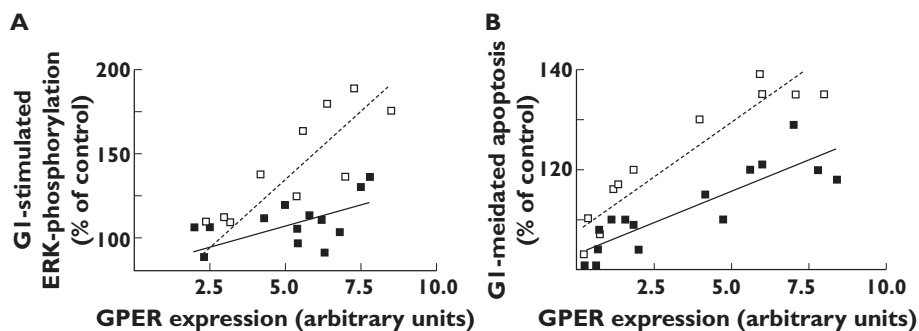 A
G1-stimulated
ERK-phosphorylation
(% of control)
200
150
100
2.5
5.0
7.5
10.0
GPER expression (arbitrary units)
B
G1-meidated apoptosis
(% of control)
140
120
2.5
5.0
7.5
10.0
GPER expression (arbitrary units)